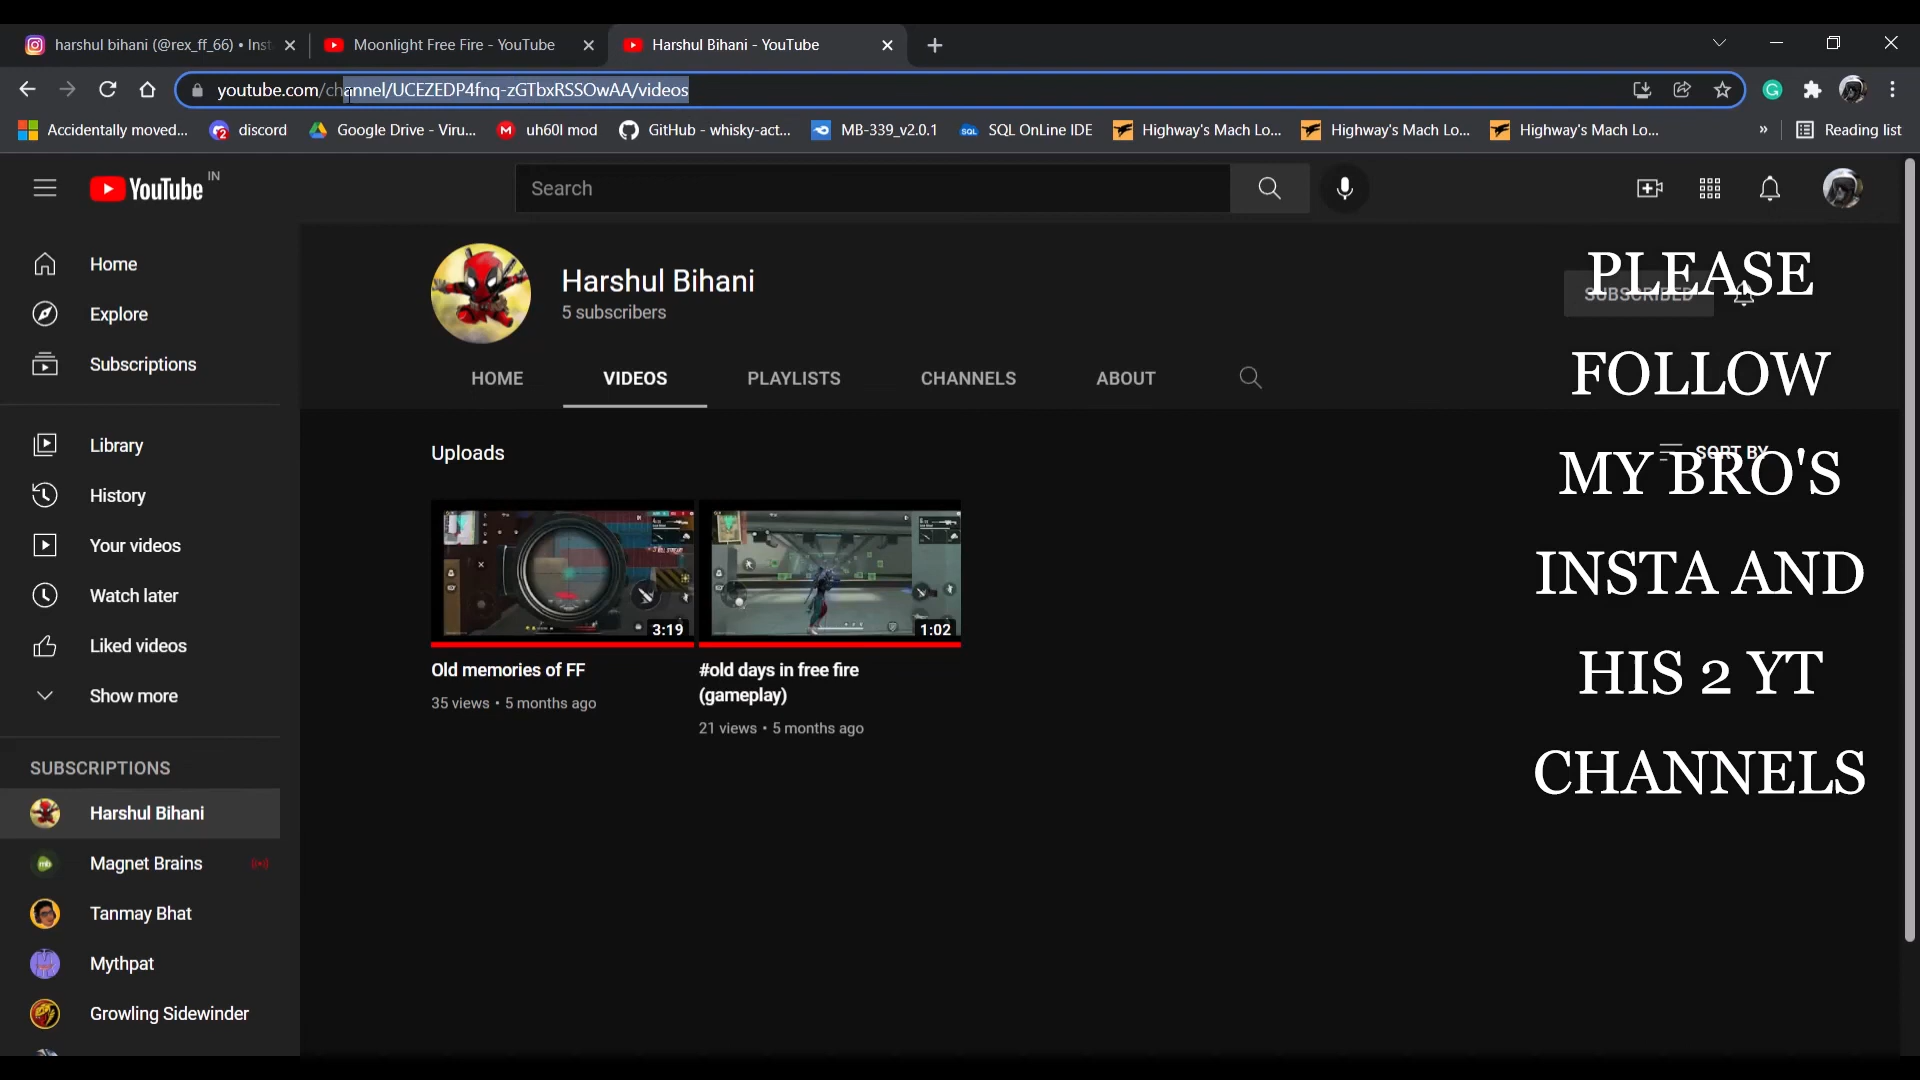 harshul bihani (@rex_ff_66) • Inst
Moonlight Free Fire - YouTube
Harshul Bihani - YouTube
youtube.com/channel/UCEZEDP4fnq-zGTbxRSSOwAA/videos
Accidentally moved...
discord
Google Drive - Viru...
uh60l mod
GitHub - whisky-act...
MB-339_v2.0.1
SQL OnLine IDE
Highway's Mach Lo...
Highway's Mach Lo...
Highway's Mach Lo...
»
Reading list
YouTube IN
Search
Home
Explore
Subscriptions
Library
History
Your videos
Watch later
Liked videos
Show more
SUBSCRIPTIONS
Harshul Bihani
Magnet Brains
Tanmay Bhat
Mythpat
Growling Sidewinder
Harshul Bihani
5 subscribers
SUBSCRIBED
HOME
VIDEOS
PLAYLISTS
CHANNELS
ABOUT
Uploads
SORT BY
3:19
Old memories of FF
35 views • 5 months ago
1:02
#old days in free fire
(gameplay)
21 views • 5 months ago
PLEASE
FOLLOW
MY BRO'S
INSTA AND
HIS 2 YT
CHANNELS